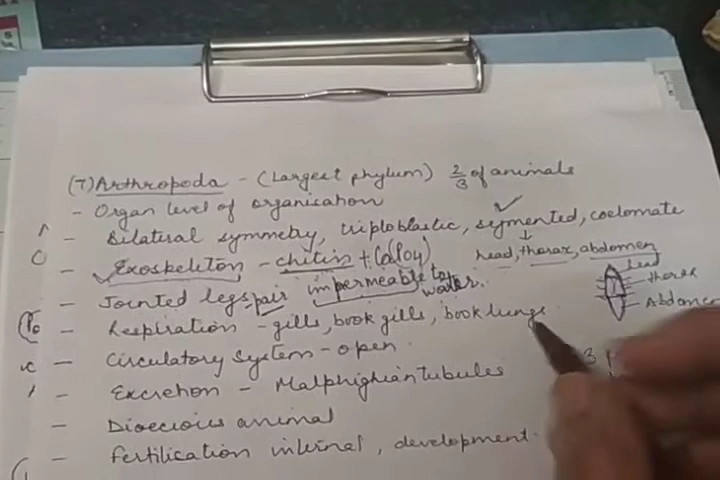 (7) Arthropoda - (Largest phylum) 2/3 of animals
- Organ level of organisation
- Bilateral symmetry, triploblastic, segmented, coelomate
head, thorax, abdomen
- Exoskeleton - chitin +
- Jointed legs pair impermeable to water.
head
thorax
Abdomen
- Respiration - gills, book gills, book lungs
- Circulatory system - open
3
- Excretion - Malphighian tubules
- Dioecious animal
- Fertilication internal, development